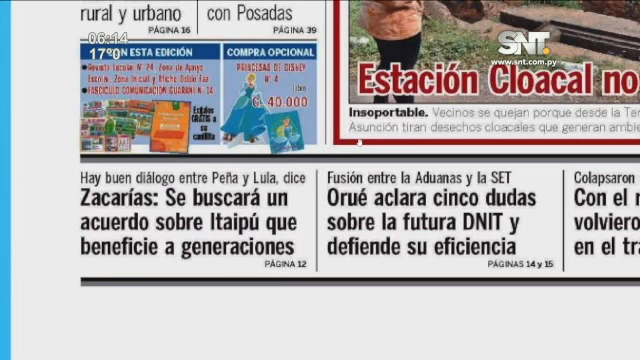 rural y urbano
PÁGINA 16
con Posadas
PÁGINA 39
06:14
17°0
N ESTA EDICIÓN
COMPRA OPCIONAL
PRINCESAS DE DISNEY
N° 4
Libro
G. 40.000
SNT
www.snt.com.py
Estación Cloacal no
Insoportable. Vecinos se quejan porque desde la Ter
Asunción tiran desechos cloacales que generan ambie
Hay buen diálogo entre Peña y Lula, dice
Zacarías: Se buscará un
acuerdo sobre Itaipú que
beneficie a generaciones
PÁGINA 12
Fusión entre la Aduanas y la SET
Orué aclara cinco dudas
sobre la futura DNIT y
defiende su eficiencia
PÁGINAS 14 y 15
Colapsaron
Con el
volviero
en el tra